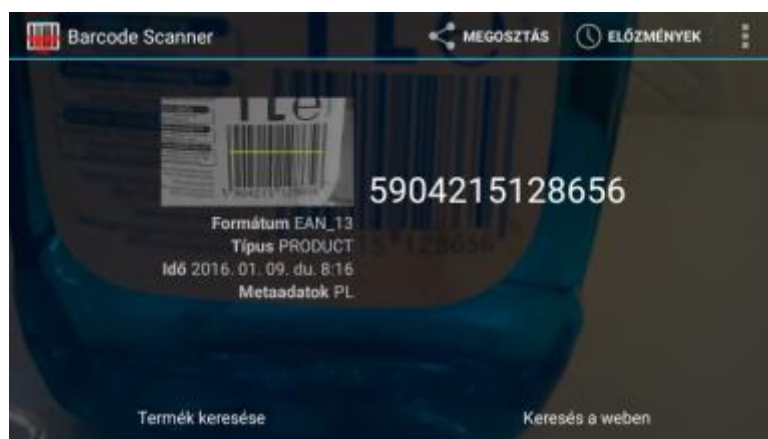 Barcode Scanner
MEGOSZTÁS
ELŐZMÉNYEK
TLe
5904215128656
Formátum EAN_13
Típus PRODUCT
Idő 2016. 01. 09. du. 8:16
Metaadatok PL
Termék keresése
Keresés a weben